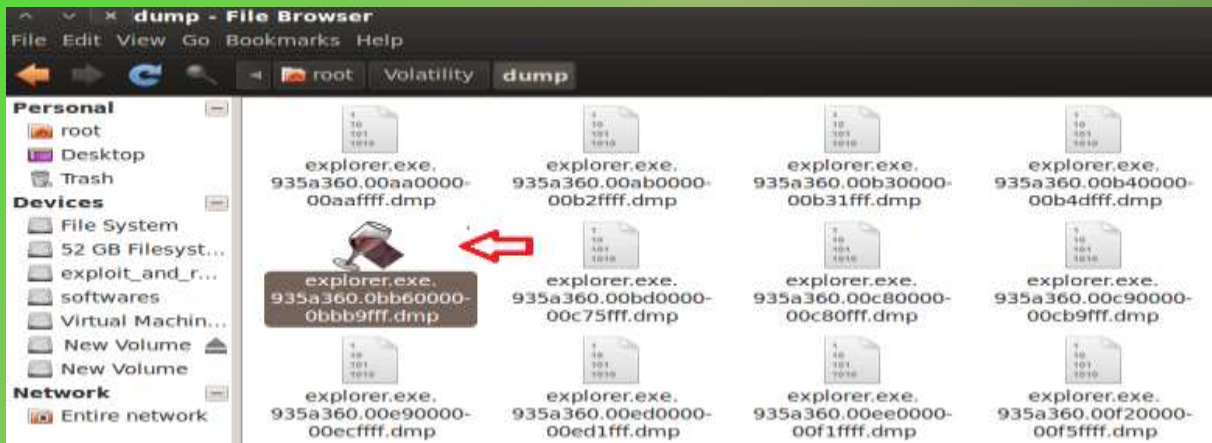 dump - File Browser
File Edit View Go Bookmarks Help
root Volatility dump
Personal
root
Desktop
Trash
Devices
File System
52 GB Filesyst...
exploit_and_r...
softwares
Virtual Machin...
New Volume
New Volume
Network
Entire network
explorer.exe.
935a360.00aa0000-
00aaffff.dmp
explorer.exe.
935a360.00ab0000-
00b2ffff.dmp
explorer.exe.
935a360.00b30000-
00b31fff.dmp
explorer.exe.
935a360.00b40000-
00b4dfff.dmp
explorer.exe.
935a360.0bb60000-
0bbb9fff.dmp
explorer.exe.
935a360.00bd0000-
00c75fff.dmp
explorer.exe.
935a360.00c80000-
00c80fff.dmp
explorer.exe.
935a360.00c90000-
00cb9fff.dmp
explorer.exe.
935a360.00e90000-
00ecffff.dmp
explorer.exe.
935a360.00ed0000-
00ed1fff.dmp
explorer.exe.
935a360.00ee0000-
00f1ffff.dmp
explorer.exe.
935a360.00f20000-
00f5ffff.dmp